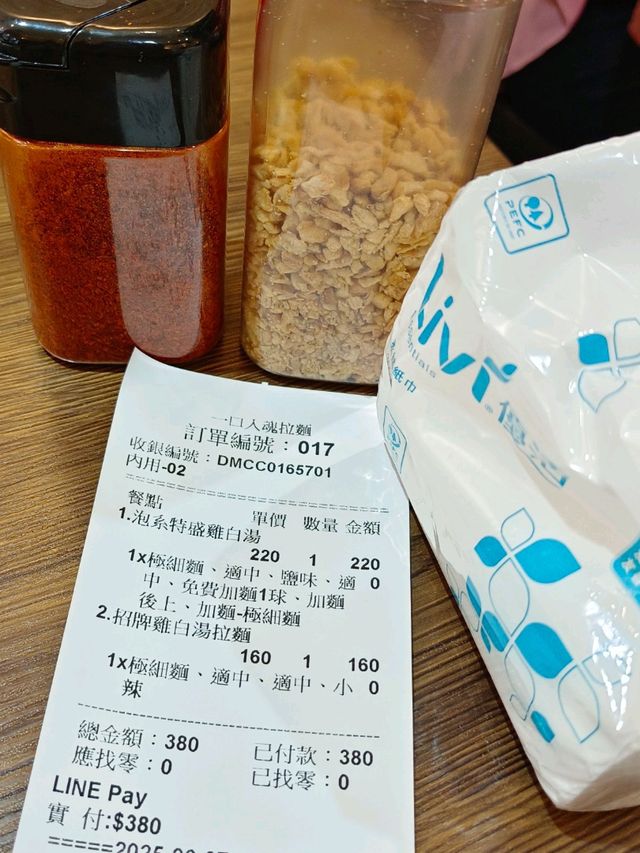 一口入魂拉麵
訂單編號：017
收銀編號：DMCC0165701
內用-02
餐點 單價 數量 金額
1.泡系特盛雞白湯
220 1 220
1x極細麵、適中、鹽味、適 0
中、免費加麵1球、加麵
後上、加麵-極細麵
2.招牌雞白湯拉麵
160 1 160
1x極細麵、適中、適中、小 0
辣
總金額：380 已付款：380
應找零：0 已找零：0
LINE Pay
實 付:$380
PEFC
livi
優活
紙巾